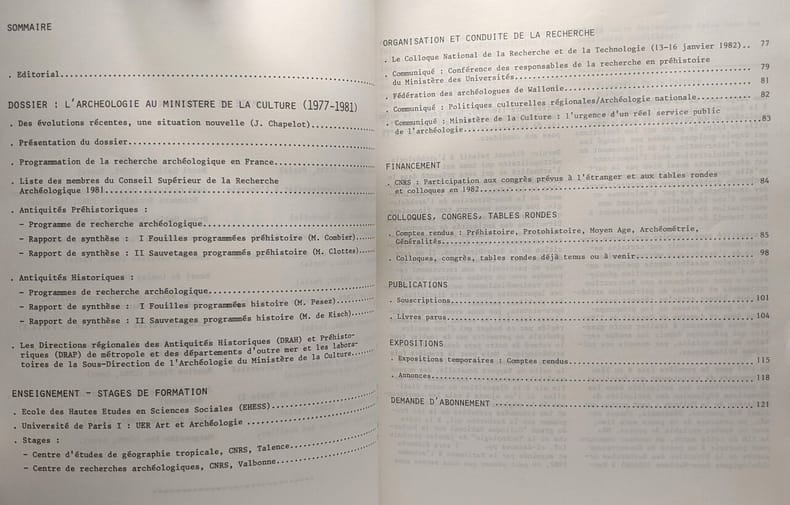 SOMMAIRE
. Editorial
DOSSIER : L'ARCHEOLOGIE AU MINISTERE DE LA CULTURE (1977-1981)
. Des évolutions récentes, une situation nouvelle (J. Chapelot)
. Présentation du dossier
. Programmation de la recherche archéologique en France
. Liste des membres du Conseil Supérieur de la Recherche
Archéologique 1981
. Antiquités Préhistoriques :
- Programme de recherche archéologique
- Rapport de synthèse : I Fouilles programmées préhistoire (M. Combier)
- Rapport de synthèse : II Sauvetages programmés préhistoire (M. Clottes)
. Antiquités Historiques :
- Programmes de recherche archéologique
- Rapport de synthèse : I Fouilles programmées histoire (M. Pesez)
- Rapport de synthèse : II Sauvetages programmés histoire (M. de Kisch)
. Les Directions régionales des Antiquités Historiques (DRAH) et Préhisto-
riques (DRAP) de métropole et des départements d'outre mer et les labora-
toires de la Sous-Direction de l'Archéologie du Ministère de la Culture
ENSEIGNEMENT - STAGES DE FORMATION
. Ecole des Hautes Etudes en Sciences Sociales (EHESS)
. Université de Paris I : UER Art et Archéologie
. Stages :
- Centre d'études de géographie tropicale, CNRS, Talence
- Centre de recherches archéologiques, CNRS, Valbonne
ORGANISATION ET CONDUITE DE LA RECHERCHE
. Le Colloque National de la Recherche et de la Technologie (13-16 janvier 1982).. 77
. Communiqué : Conférence des responsables de la recherche en préhistoire
du Ministère des Universités 79
. Fédération des archéologues de Wallonie 81
. Communiqué : Politiques culturelles régionales/Archéologie nationale 82
. Communiqué : Ministère de la Culture : l'urgence d'un réel service public
de l'archéologie 83
FINANCEMENT
. CNRS : Participation aux congrès prévus à l'étranger et aux tables rondes
et colloques en 1982 84
COLLOQUES, CONGRES, TABLES RONDES
. Comptes rendus : Préhistoire, Protohistoire, Moyen Age, Archéométrie,
Généralités 85
. Colloques, congrès, tables rondes déjà tenus ou à venir 98
PUBLICATIONS
. Souscriptions 101
. Livres parus 104
EXPOSITIONS
. Expositions temporaires : Comptes rendus 115
. Annonces 118
DEMANDE D'ABONNEMENT 121